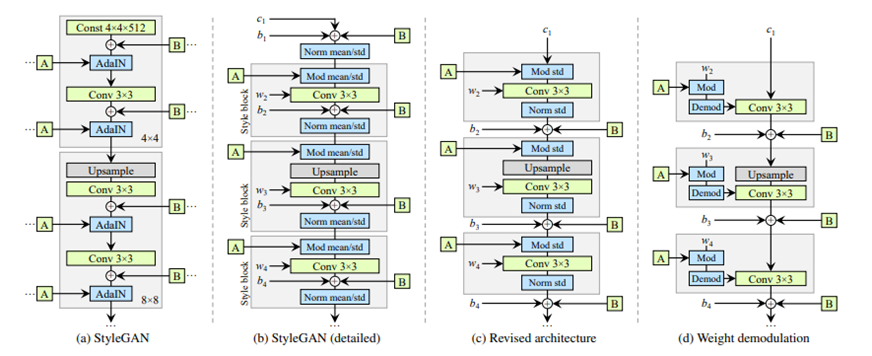 Const 4×4×512
B ...
... A
AdaIN
Conv 3×3
B ...
... A
AdaIN
4×4
Upsample
Conv 3×3
B ...
... A
AdaIN
Conv 3×3
B ...
... A
AdaIN
8×8
...
(a) StyleGAN
c1
b1
B
Norm mean/std
A
Mod mean/std
w2
Conv 3×3
b2
B
Norm mean/std
Style block
A
Mod mean/std
Upsample
w3
Conv 3×3
b3
B
Norm mean/std
Style block
A
Mod mean/std
w4
Conv 3×3
b4
B
Norm mean/std
Style block
...
(b) StyleGAN (detailed)
c1
A
Mod std
w2
Conv 3×3
Norm std
b2
B
A
Mod std
Upsample
w3
Conv 3×3
Norm std
b3
B
A
Mod std
w4
Conv 3×3
Norm std
b4
B
...
(c) Revised architecture
c1
w2
A
Mod
Demod
Conv 3×3
b2
B
w3
A
Mod
Upsample
Demod
Conv 3×3
b3
B
w4
A
Mod
Demod
Conv 3×3
b4
B
...
(d) Weight demodulation